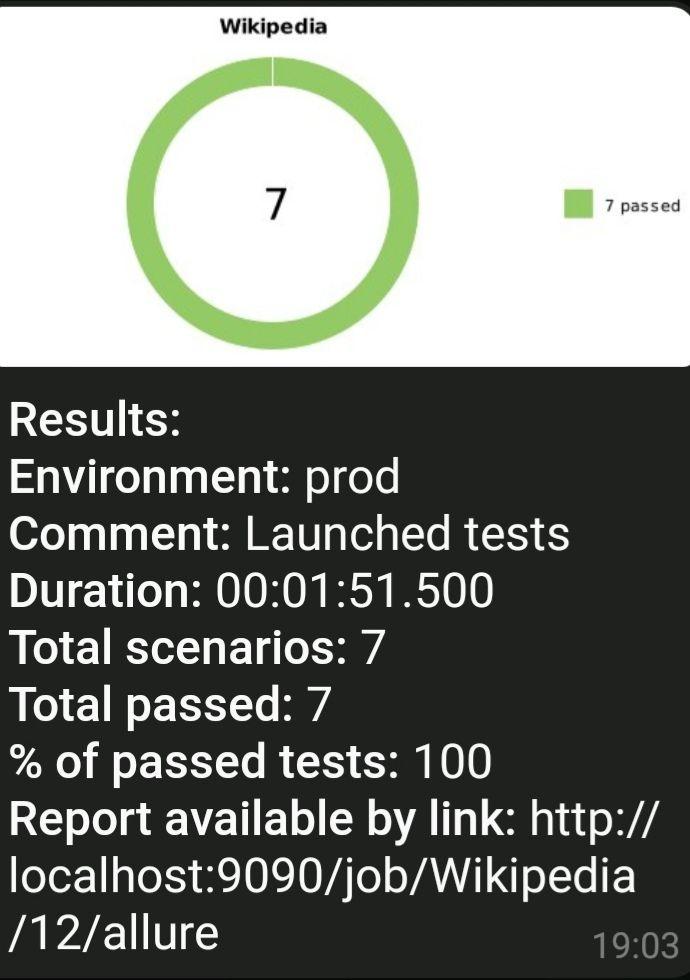 Wikipedia
7
7 passed
Results:
Environment: prod
Comment: Launched tests
Duration: 00:01:51.500
Total scenarios: 7
Total passed: 7
% of passed tests: 100
Report available by link: http://
localhost:9090/job/Wikipedia
/12/allure
19:03